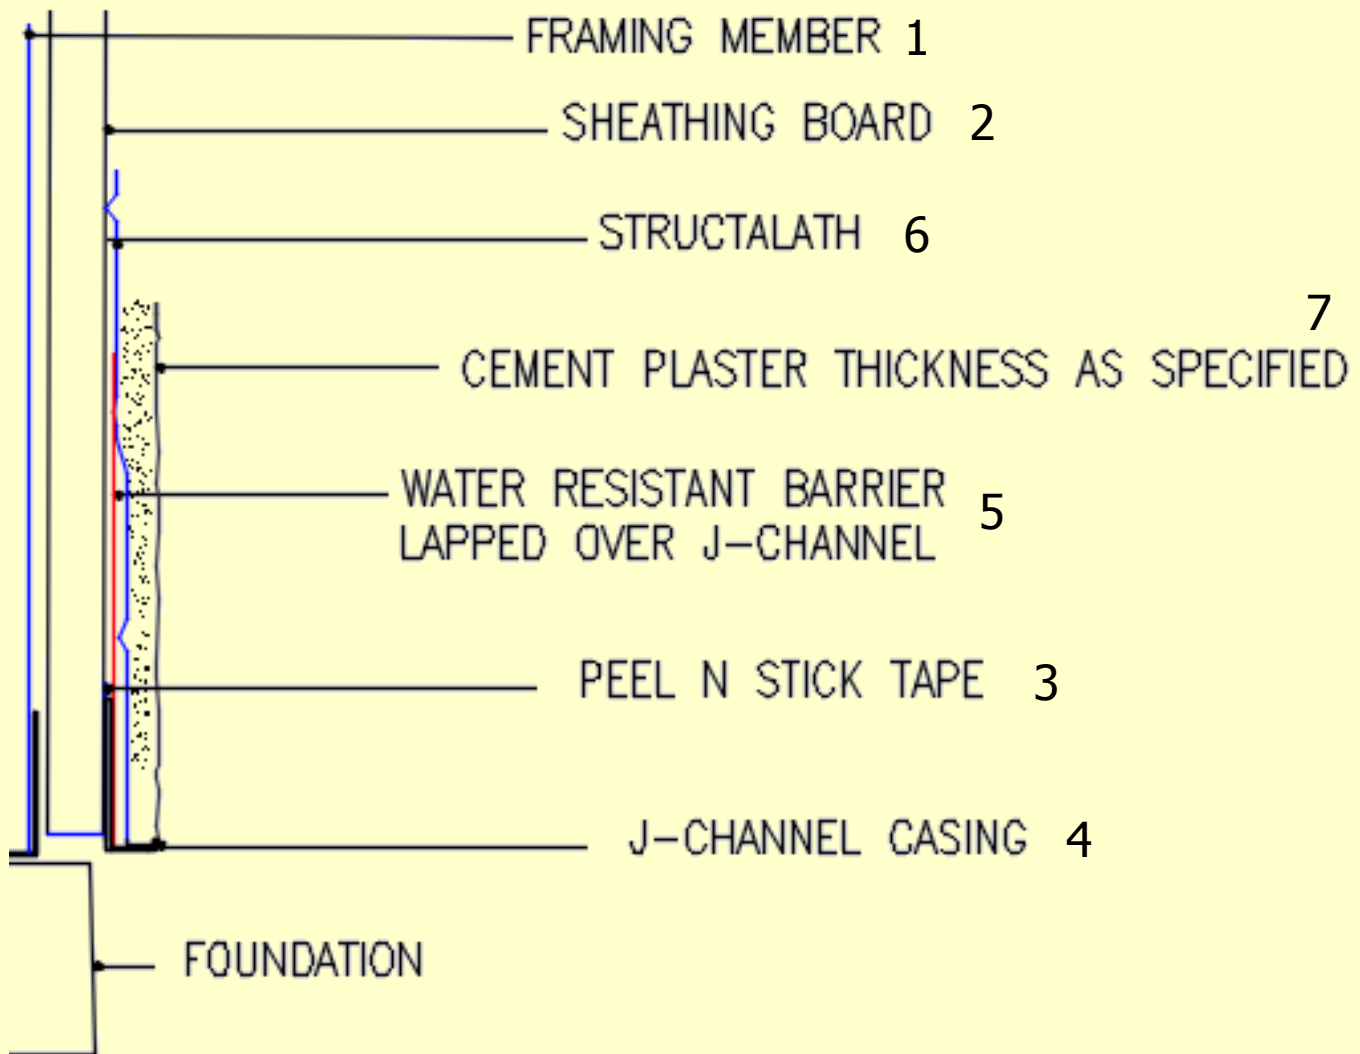 FRAMING MEMBER 1
SHEATHING BOARD 2
STRUCTALATH 6
7
CEMENT PLASTER THICKNESS AS SPECIFIED
WATER RESISTANT BARRIER
LAPPED OVER J-CHANNEL 5
PEEL N STICK TAPE 3
J-CHANNEL CASING 4
FOUNDATION